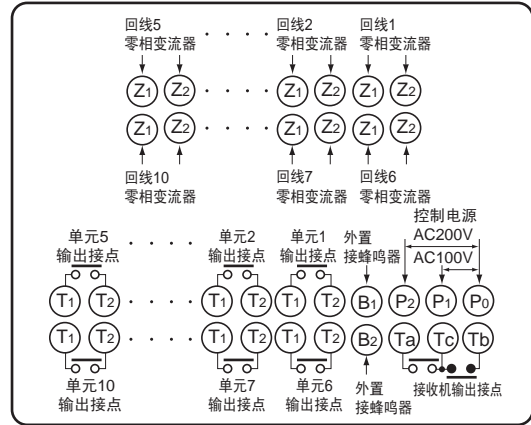 回线5 · · · · 回线2 回线1
零相变流器 零相变流器 零相变流器
Z1 Z2 · · · · Z1 Z2 Z1 Z2
Z1 Z2 · · · · Z1 Z2 Z1 Z2
回线10 回线7 回线6
零相变流器 零相变流器 零相变流器
控制电源
单元5 · · · · 单元2 单元1 外置 AC200V
输出接点 输出接点 输出接点 接蜂鸣器 AC100V
T1 T2 · · · · T1 T2 T1 T2 B1 P2 P1 P0
T1 T2 · · · · T1 T2 T1 T2 B2 Ta Tc Tb
单元10 单元7 单元6 外置 接收机输出接点
输出接点 输出接点 输出接点 接蜂鸣器